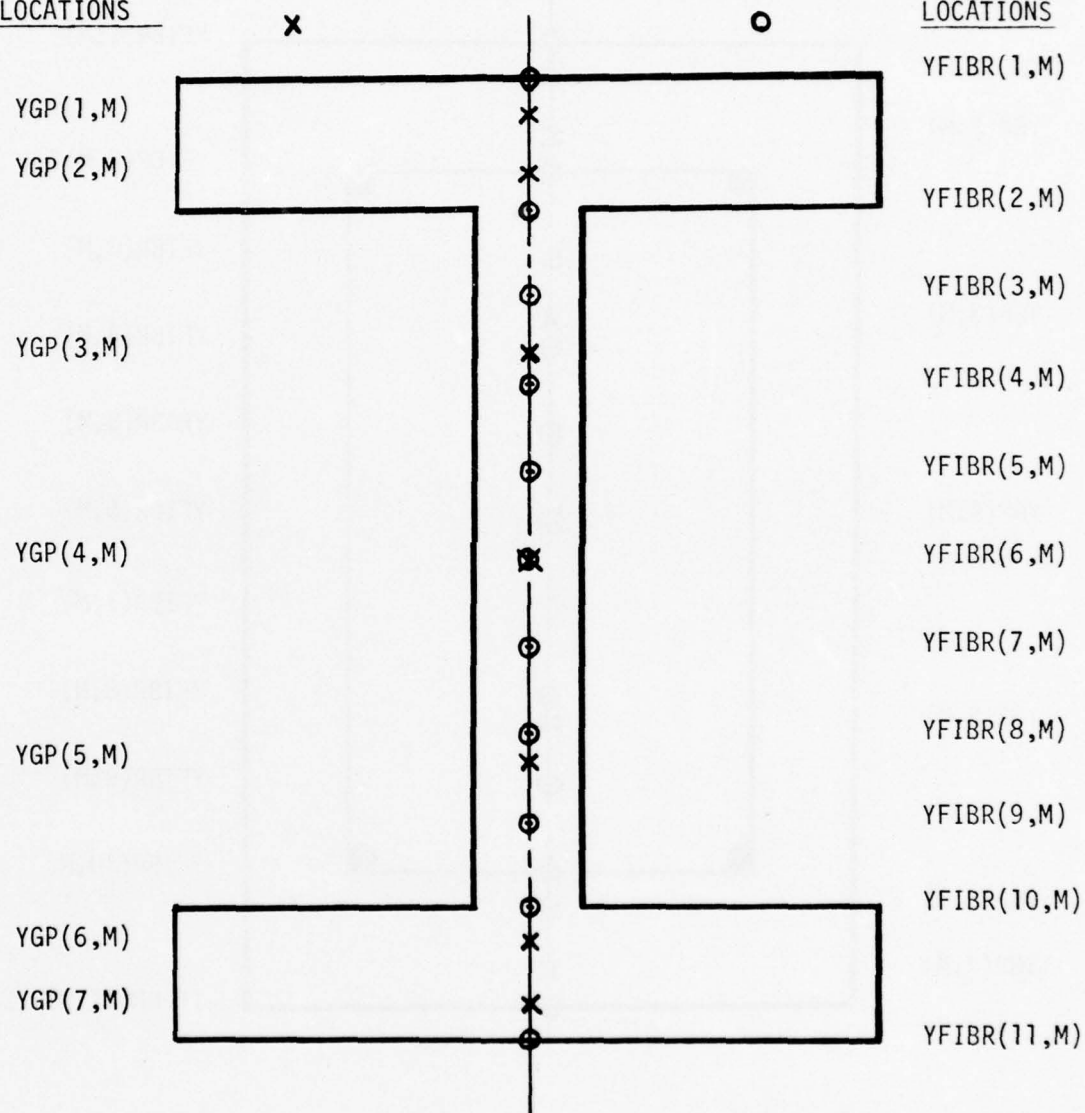 LOCATIONS
LOCATIONS
x
o
YFIBR(1,M)
YGP(1,M)
YGP(2,M)
YFIBR(2,M)
YFIBR(3,M)
YGP(3,M)
YFIBR(4,M)
YFIBR(5,M)
YGP(4,M)
YFIBR(6,M)
YFIBR(7,M)
YFIBR(8,M)
YGP(5,M)
YFIBR(9,M)
YFIBR(10,M)
YGP(6,M)
YGP(7,M)
YFIBR(11,M)